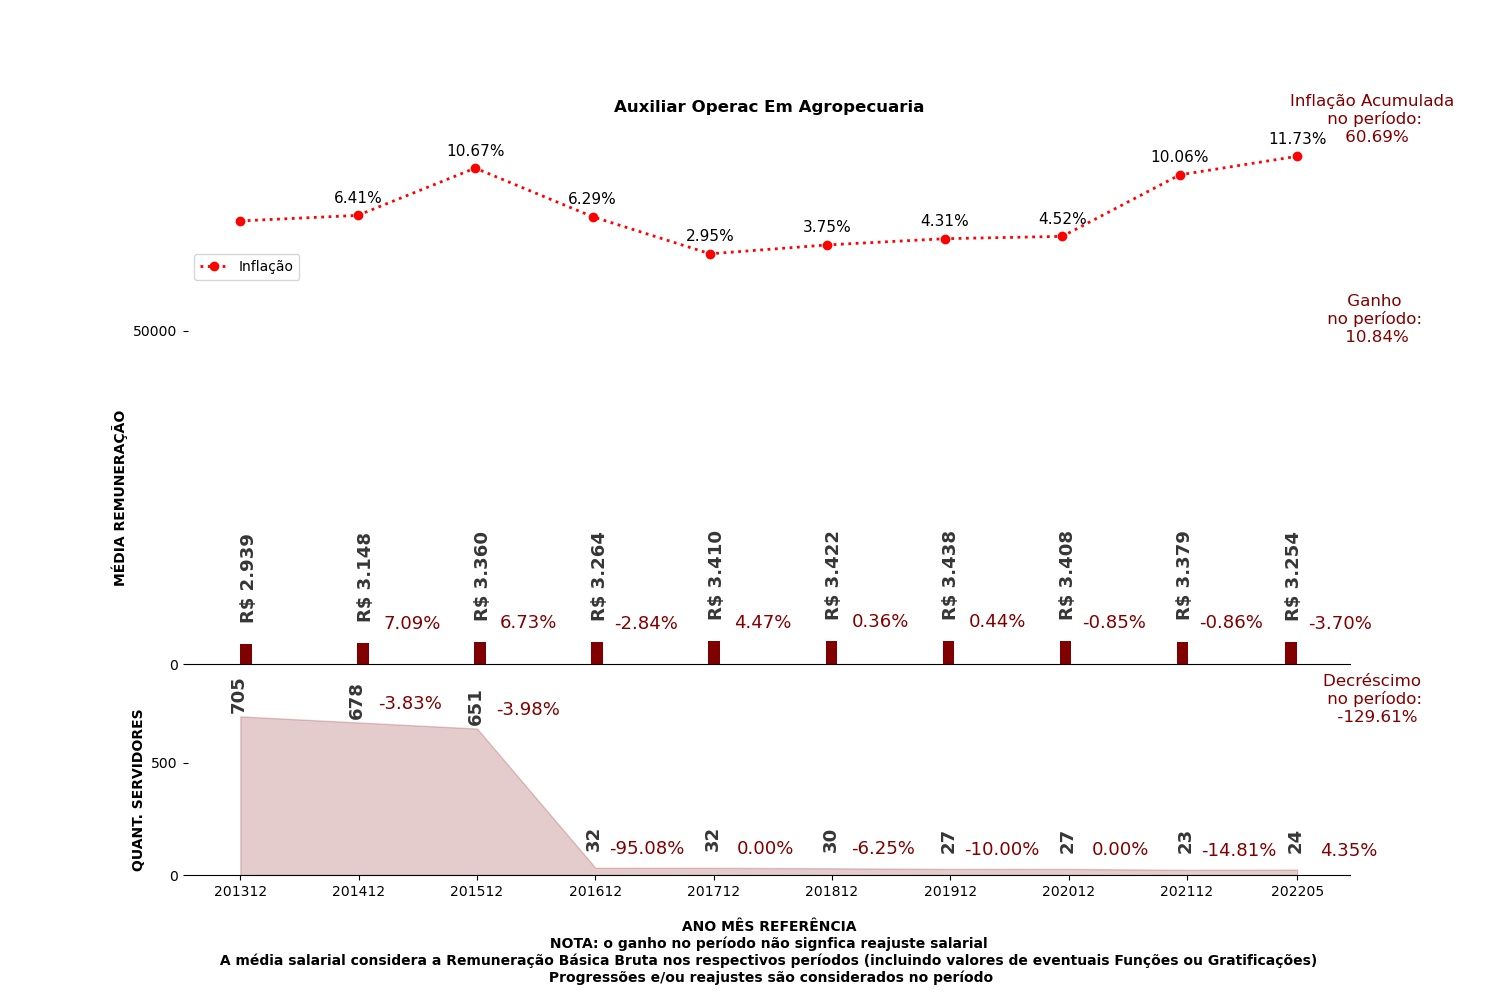 Auxiliar Operac Em Agropecuaria
Inflação Acumulada
no período:
60.69%
6.41%
10.67%
6.29%
2.95%
3.75%
4.31%
4.52%
10.06%
11.73%
Inflação
Ganho
no período:
10.84%
50000
0
MÉDIA REMUNERAÇÃO
R$ 2.939
R$ 3.148
R$ 3.360
R$ 3.264
R$ 3.410
R$ 3.422
R$ 3.438
R$ 3.408
R$ 3.379
R$ 3.254
7.09%
6.73%
-2.84%
4.47%
0.36%
0.44%
-0.85%
-0.86%
-3.70%
Decréscimo
no período:
-129.61%
QUANT. SERVIDORES
500
0
705
678
651
32
32
30
27
27
23
24
-3.83%
-3.98%
-95.08%
0.00%
-6.25%
-10.00%
0.00%
-14.81%
4.35%
201312
201412
201512
201612
201712
201812
201912
202012
202112
202205
ANO MÊS REFERÊNCIA
NOTA: o ganho no período não signfica reajuste salarial
A média salarial considera a Remuneração Básica Bruta nos respectivos períodos (incluindo valores de eventuais Funções ou Gratificações)
Progressões e/ou reajustes são considerados no período